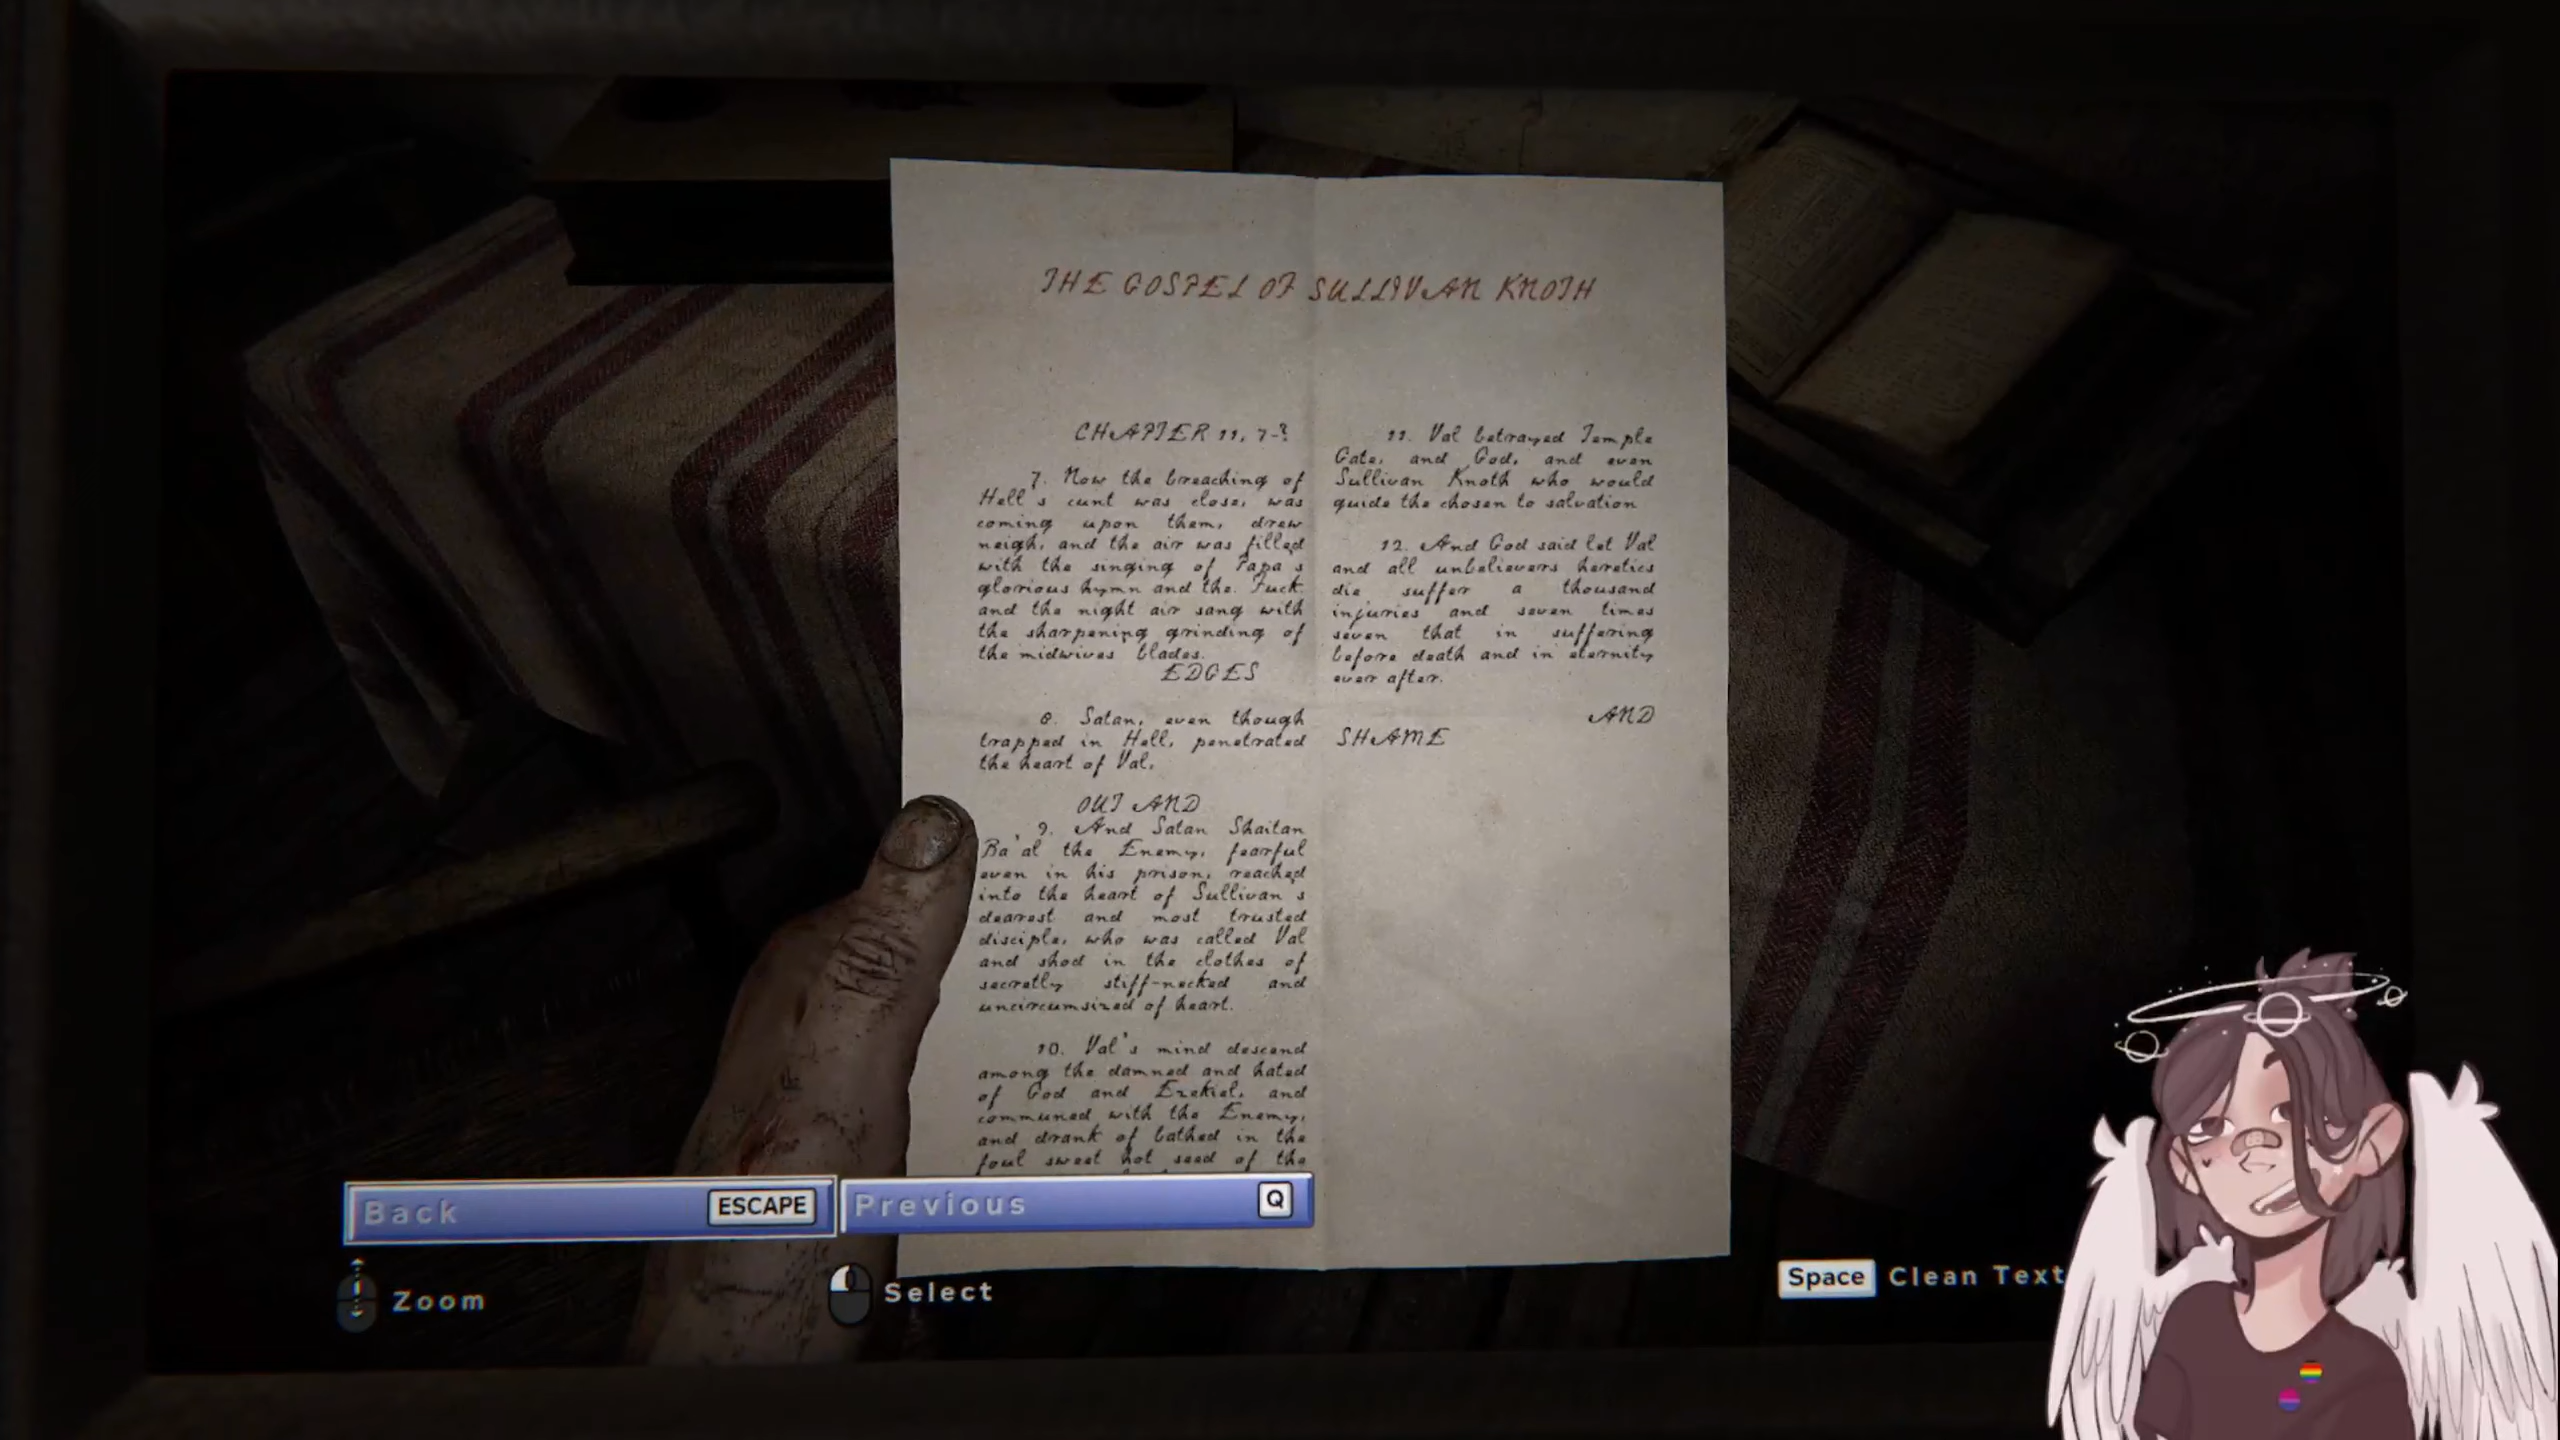 THE GOSPEL OF SULLIVAN KNOTH
CHAPTER 11, 7-?
7. Now the breaching of
Hell's cunt was close, was
coming upon them, drew
neigh, and the air was filled
with the singing of Papa's
glorious hymn and the. Fuck.
and the night air sang with
the sharpening grinding of
the midwives blades.
EDGES
8. Satan, even though
trapped in Hell, penetrated
the heart of Val.
OUT AND
9. And Satan Shaitan
Ba'al the Enemy, fearful
even in his prison, reached
into the heart of Sullivan's
dearest and most trusted
disciple, who was called Val
and shod in the clothes of
secretly stiff-necked and
uncircumsized of heart.
10. Val's mind descend
among the damned and hated
of God and Ezekiel, and
communed with the Enemy,
and drank of bathed in the
foul sweet hot seed of the
11. Val betrayed Temple
Gate, and God, and even
Sullivan Knoth who would
guide the chosen to salvation
12. And God said let Val
and all unbelievers heretics
die suffer a thousand
injuries and seven times
seven that in suffering
before death and in eternity
ever after.
AND
SHAME
Back ESCAPE
Previous Q
Zoom
Select
Space Clean Text